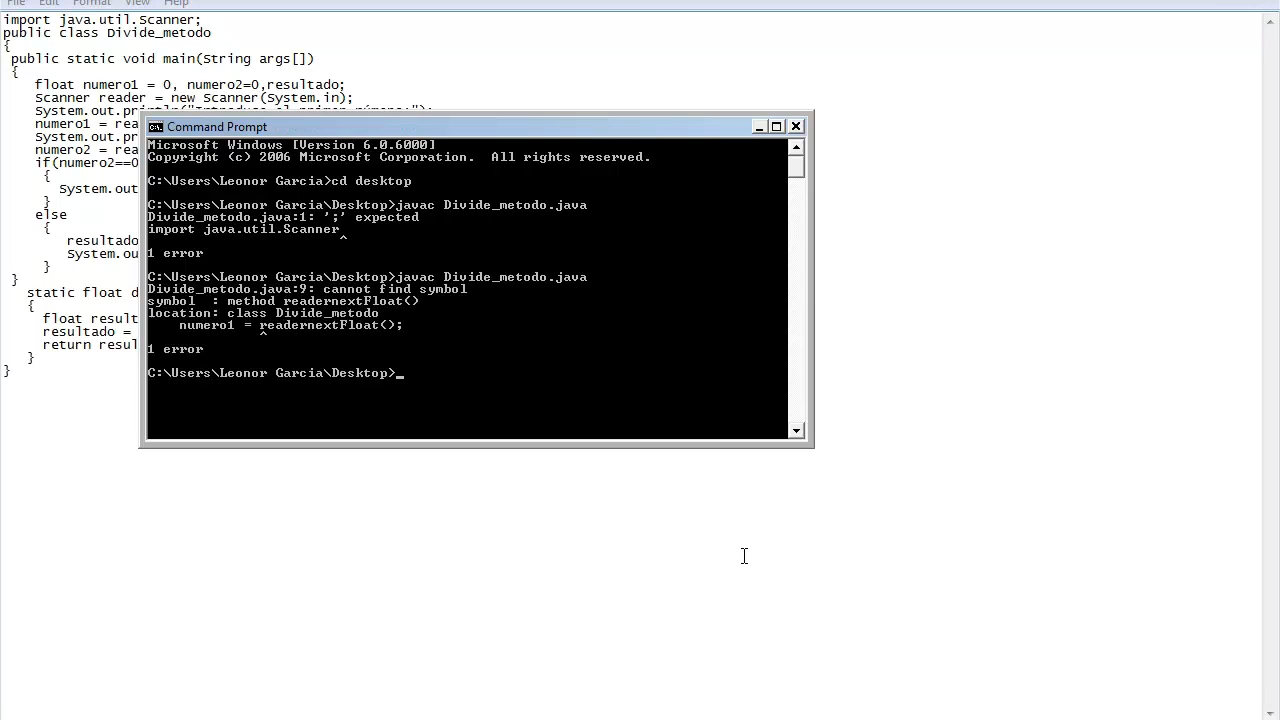 File Edit Format View Help
import java.util.Scanner;
public class Divide_metodo
{
public static void main(String args[])
{
float numero1 = 0, numero2=0,resultado;
Scanner reader = new Scanner(System.in);
System.out.println("Introduce el primer número:");
numero1 = rea
System.out.pr
numero2 = rea
if(numero2==0
{
System.out
}
else
{
resultado
System.ou
}
}
static float d
{
float result
resultado =
return resul
}
}
Command Prompt
Microsoft Windows [Version 6.0.6000]
Copyright (c) 2006 Microsoft Corporation. All rights reserved.
C:\Users\Leonor Garcia>cd desktop
C:\Users\Leonor Garcia\Desktop>javac Divide_metodo.java
Divide_metodo.java:1: ';' expected
import java.util.Scanner
^
1 error
C:\Users\Leonor Garcia\Desktop>javac Divide_metodo.java
Divide_metodo.java:9: cannot find symbol
symbol : method readernextFloat()
location: class Divide_metodo
numero1 = readernextFloat();
^
1 error
C:\Users\Leonor Garcia\Desktop>_